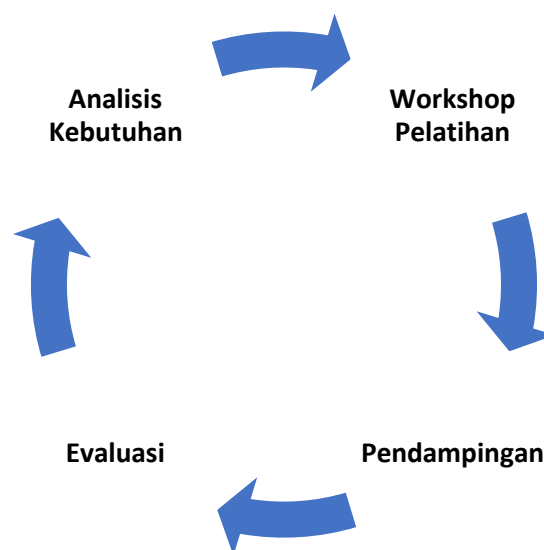 Analisis
Kebutuhan
Workshop
Pelatihan
Pendampingan
Evaluasi